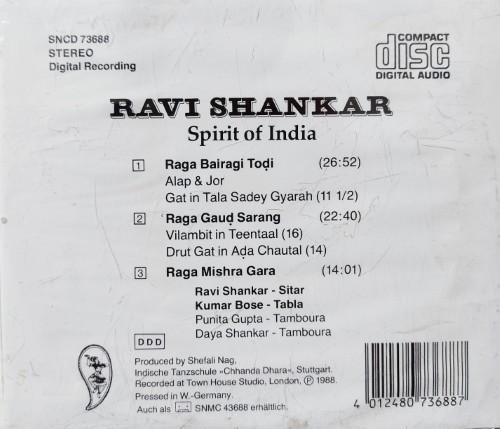 SNCD 73688
STEREO
Digital Recording
COMPACT
disc
DIGITAL AUDIO
RAVI SHANKAR
Spirit of India
1 Raga Bairagi Toḍi (26:52)
Alap & Jor
Gat in Tala Sadey Gyarah (11 1/2)
2 Raga Gauḍ Sarang (22:40)
Vilambit in Teentaal (16)
Drut Gat in Aḍa Chautal (14)
3 Raga Mishra Gara (14:01)
Ravi Shankar - Sitar
Kumar Bose - Tabla
Punita Gupta - Tamboura
Daya Shankar - Tamboura
DDD
Produced by Shefali Nag,
Indische Tanzschule »Chhanda Dhara«, Stuttgart.
Recorded at Town House Studio, London, Ⓟ 1988.
Pressed in W.-Germany.
Auch als SNMC 43688 erhältlich.
4 012480 736887